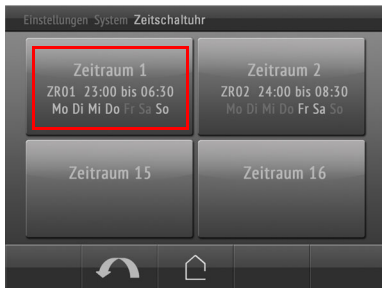 Einstellungen System Zeitschaltuhr
Zeitraum 1
ZR01 23:00 bis 06:30
Mo Di Mi Do Fr Sa So
Zeitraum 2
ZR02 24:00 bis 08:30
Mo Di Mi Do Fr Sa So
Zeitraum 15
Zeitraum 16